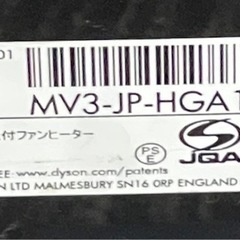 01
MV3-JP-HGA1
付ファンヒーター
PS
E
JQA
www.dyson.com/patents
N LTD MALMESBURY SN16 0RP ENGLAND